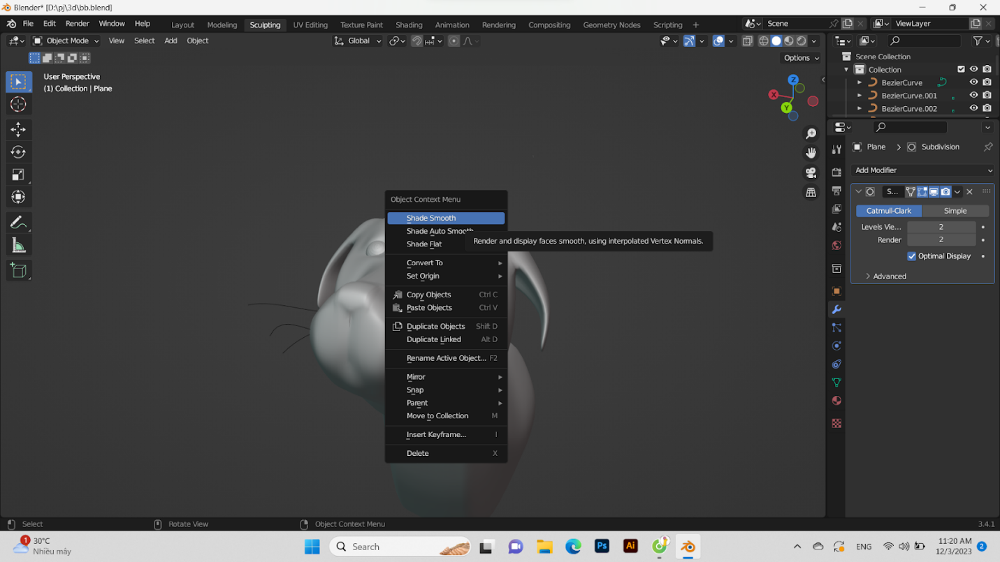 Blender* [D:\pj\3d\bb.blend]
File Edit Render Window Help Layout Modeling Sculpting UV Editing Texture Paint Shading Animation Rendering Compositing Geometry Nodes Scripting + Scene ViewLayer
Object Mode View Select Add Object Global
Options
User Perspective
(1) Collection | Plane
X
Y
Z
Scene Collection
Collection
BezierCurve
BezierCurve.001
BezierCurve.002
Plane > Subdivision
Add Modifier
S...
Catmull-Clark Simple
Levels Vie... 2
Render 2
Optimal Display
Advanced
Object Context Menu
Shade Smooth
Shade Auto Smooth
Render and display faces smooth, using interpolated Vertex Normals.
Shade Flat
Convert To
Set Origin
Copy Objects Ctrl C
Paste Objects Ctrl V
Duplicate Objects Shift D
Duplicate Linked Alt D
Rename Active Object... F2
Mirror
Snap
Parent
Move to Collection M
Insert Keyframe... I
Delete X
Select Rotate View Object Context Menu 3.4.1
1
30°C
Nhiều mây
Search
Ps
Ai
ENG
11:20 AM
12/3/2023
2